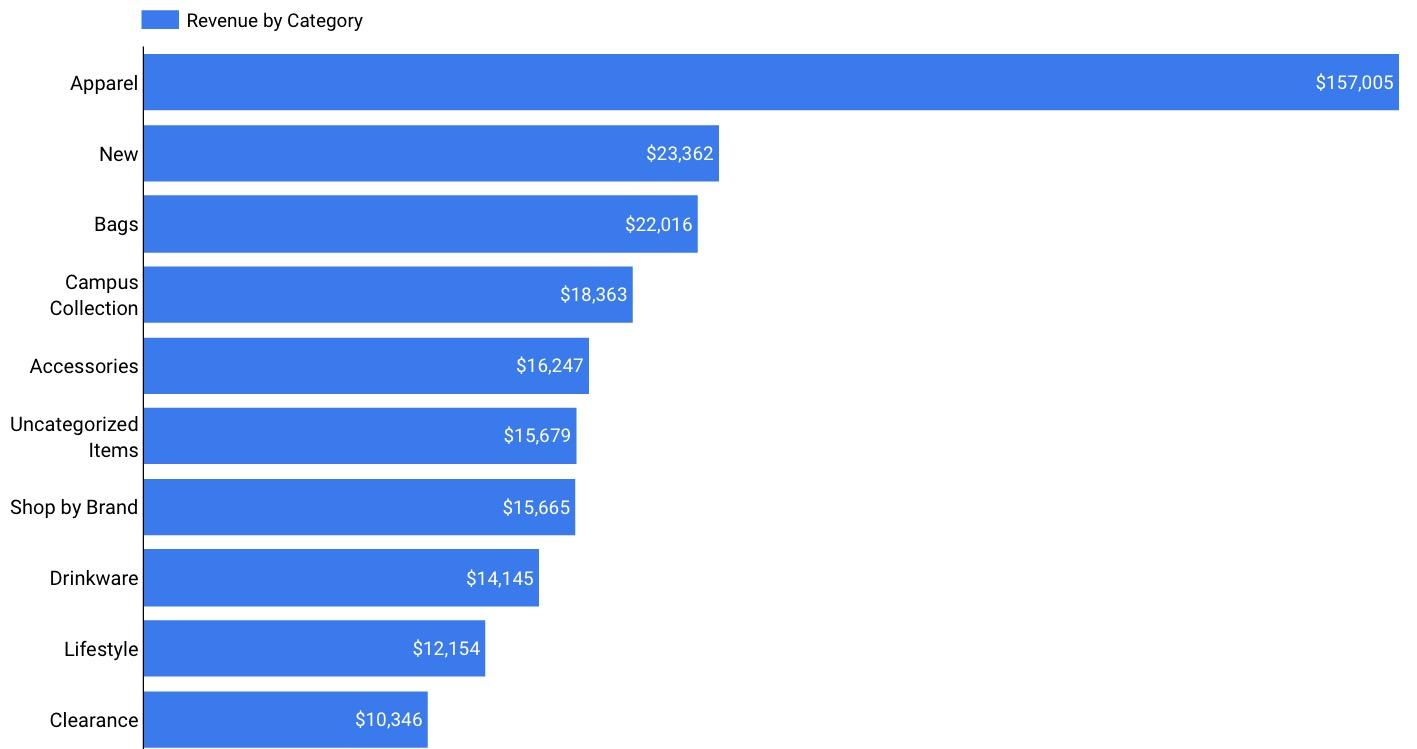 Revenue by Category
Apparel
$157,005
New
$23,362
Bags
$22,016
Campus
Collection
$18,363
Accessories
$16,247
Uncategorized
Items
$15,679
Shop by Brand
$15,665
Drinkware
$14,145
Lifestyle
$12,154
Clearance
$10,346